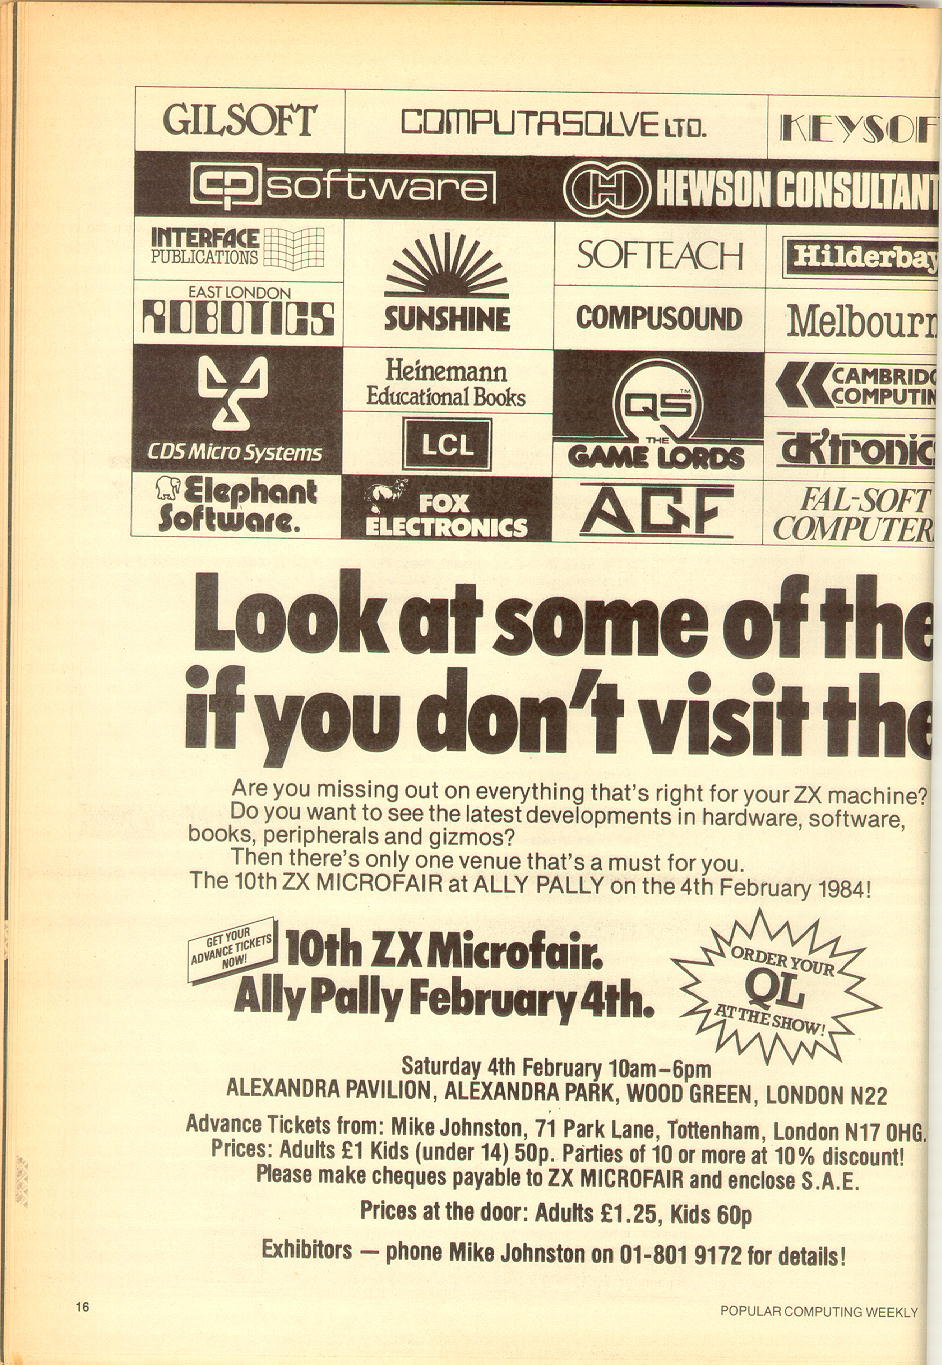 GILSOFT
COMPUTASOLVE LTD.
KEYSOF
cp software
HEWSON CONSULTANT
INTERFACE
PUBLICATIONS
EAST LONDON
ROBOTICS
SUNSHINE
SOFTEACH
Hilderbay
COMPUSOUND
Melbourn
CDS Micro Systems
Heinemann
Educational Books
LCL
QS
TM
THE
GAME LORDS
CAMBRIDG
COMPUTIN
dK'tronic
Elephant
Software.
FOX
ELECTRONICS
AGF
FAL-SOFT
COMPUTER
Look at some of the
if you don't visit the
Are you missing out on everything that's right for your ZX machine?
Do you want to see the latest developments in hardware, software,
books, peripherals and gizmos?
Then there's only one venue that's a must for you.
The 10th ZX MICROFAIR at ALLY PALLY on the 4th February 1984!
GET YOUR
ADVANCE TICKETS
NOW!
10th ZX Microfair.
Ally Pally February 4th.
ORDER YOUR
QL
AT THE SHOW!
Saturday 4th February 10am–6pm
ALEXANDRA PAVILION, ALEXANDRA PARK, WOOD GREEN, LONDON N22
Advance Tickets from: Mike Johnston, 71 Park Lane, Tottenham, London N17 0HG.
Prices: Adults £1 Kids (under 14) 50p. Parties of 10 or more at 10% discount!
Please make cheques payable to ZX MICROFAIR and enclose S.A.E.
Prices at the door: Adults £1.25, Kids 60p
Exhibitors — phone Mike Johnston on 01-801 9172 for details!
16
POPULAR COMPUTING WEEKLY